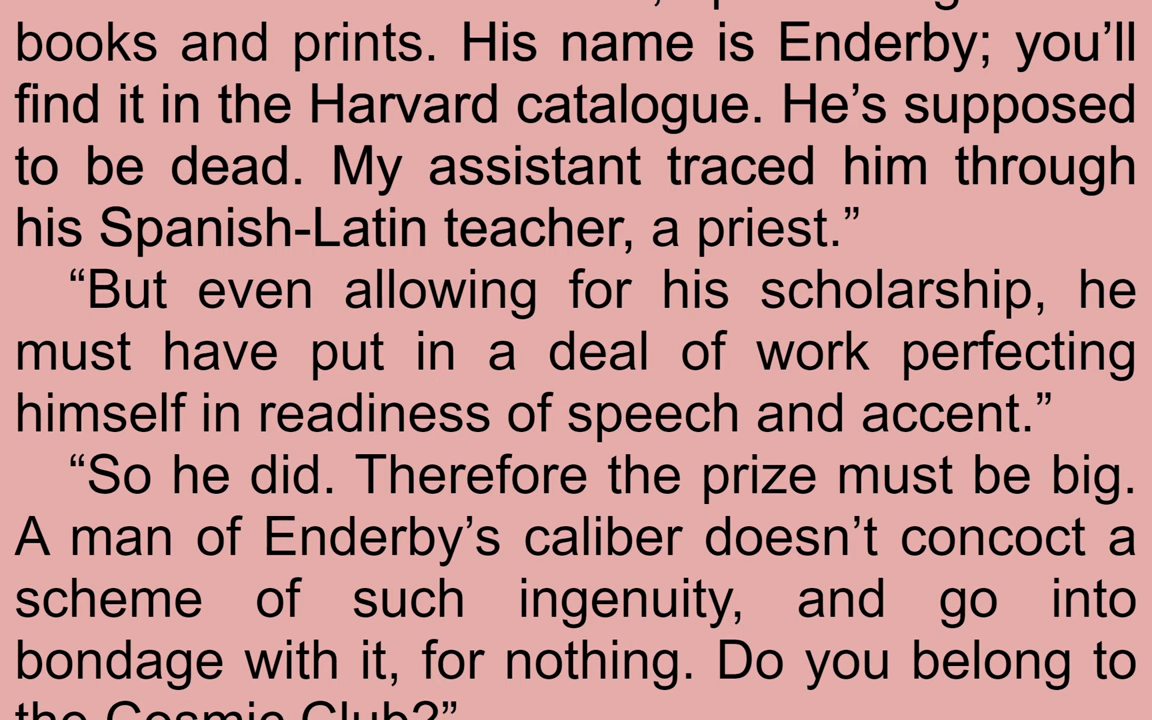 books and prints. His name is Enderby; you’ll
find it in the Harvard catalogue. He’s supposed
to be dead. My assistant traced him through
his Spanish-Latin teacher, a priest.”
“But even allowing for his scholarship, he
must have put in a deal of work perfecting
himself in readiness of speech and accent.”
“So he did. Therefore the prize must be big.
A man of Enderby’s caliber doesn’t concoct a
scheme of such ingenuity, and go into
bondage with it, for nothing. Do you belong to
the Cosmic Club?”